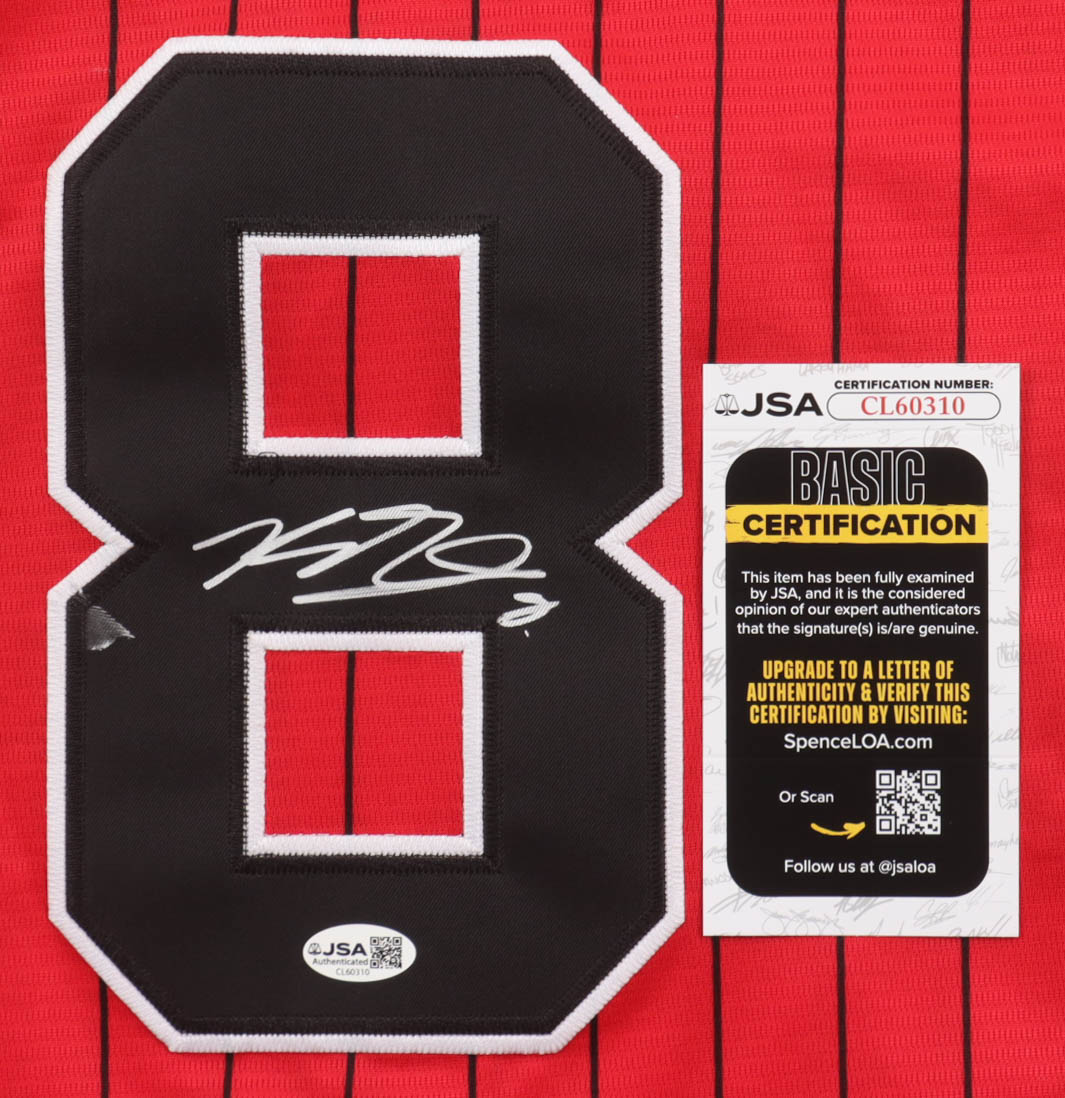 8
JSA
Authenticated
CL60310
JSA
CERTIFICATION NUMBER:
CL60310
BASIC
CERTIFICATION
This item has been fully examined
by JSA, and it is the considered
opinion of our expert authenticators
that the signature(s) is/are genuine.
UPGRADE TO A LETTER OF
AUTHENTICITY & VERIFY THIS
CERTIFICATION BY VISITING:
SpenceLOA.com
Or Scan
Follow us at @jsaloa